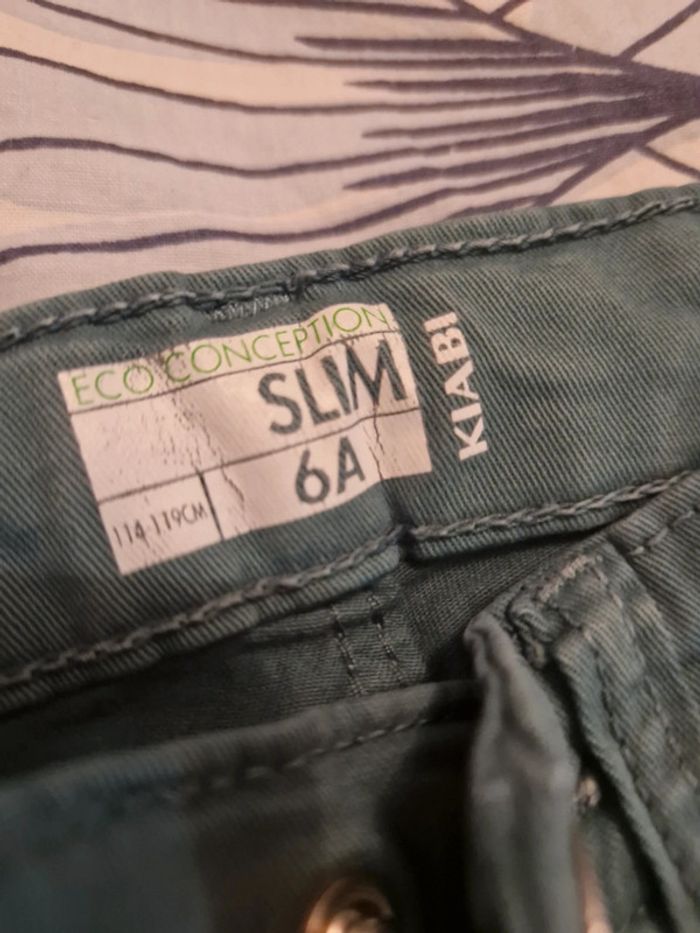 ECO CONCEPTION
SLIM
6A
114-119CM
KIABI